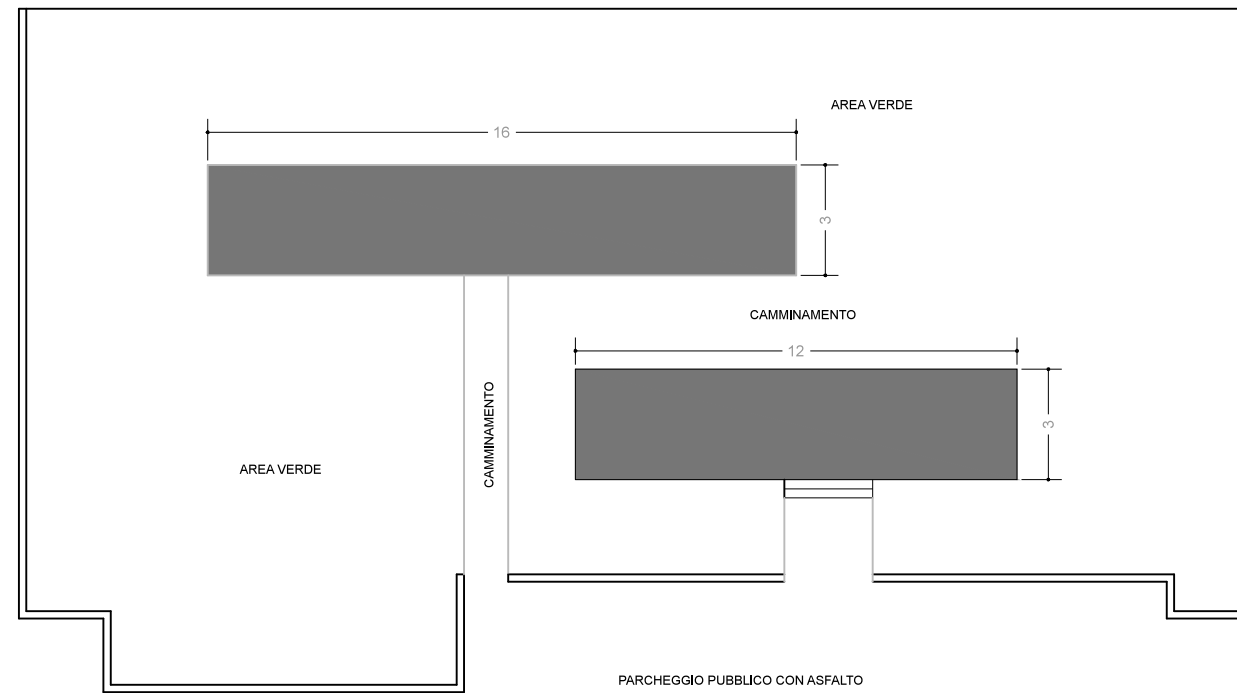 AREA VERDE
16
3
CAMMINAMENTO
12
3
CAMMINAMENTO
AREA VERDE
PARCHEGGIO PUBBLICO CON ASFALTO